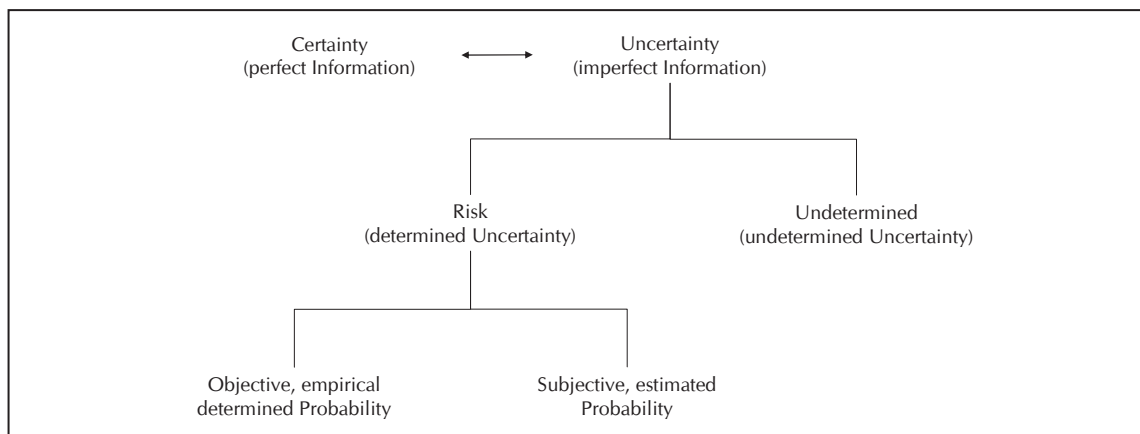 Certainty
(perfect Information)
Uncertainty
(imperfect Information)
Risk
(determined Uncertainty)
Undetermined
(undetermined Uncertainty)
Objective, empirical
determined Probability
Subjective, estimated
Probability